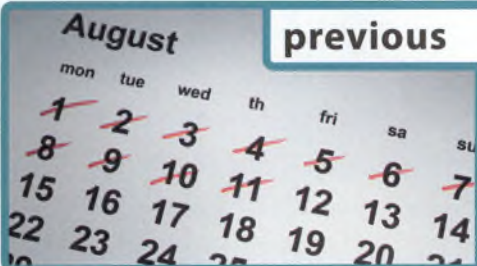 previous
August
mon tue wed th fri sa su
1 2 3 4 5 6 7
8 9 10 11 12 13 14
15 16 17 18 19 20
22 23 24